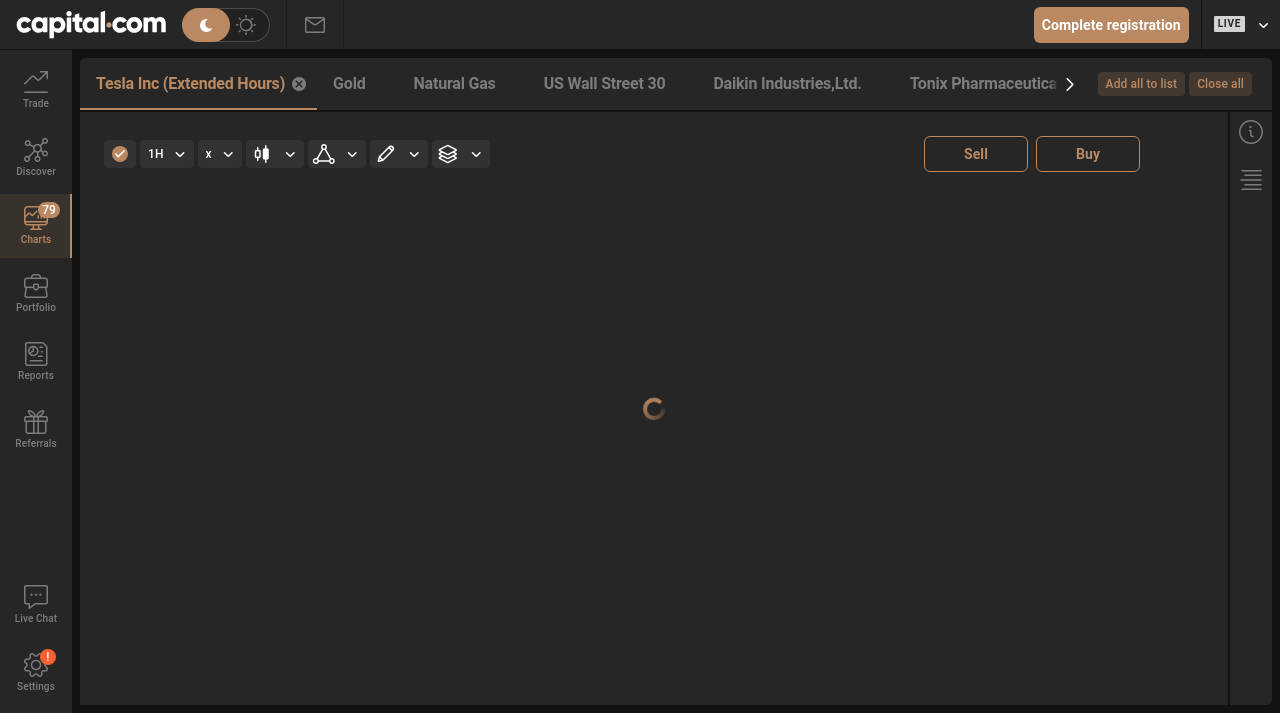 capital.com
Complete registration
LIVE
Trade
Discover
79
Charts
Portfolio
Reports
Referrals
Live Chat
!
Settings
Tesla Inc (Extended Hours)
Gold
Natural Gas
US Wall Street 30
Daikin Industries,Ltd.
Tonix Pharmaceutica
Add all to list
Close all
1H
x
Sell
Buy